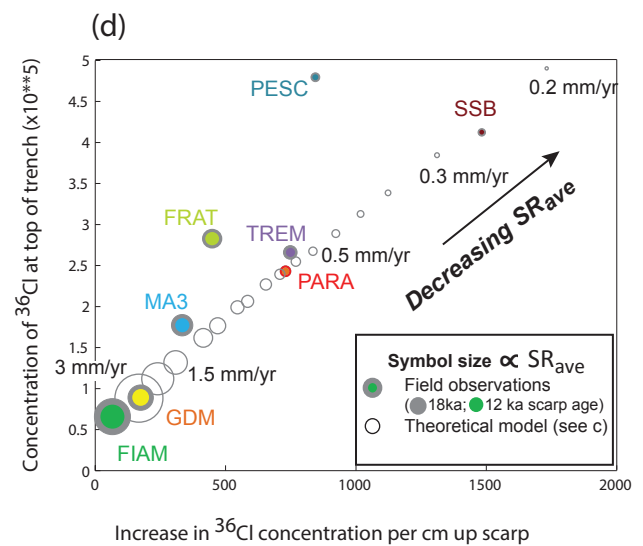 (d)
Concentration of ³⁶Cl at top of trench (x10**5)
5
4.5
4
3.5
3
2.5
2
1.5
1
0.5
0
0
500
1000
1500
2000
Increase in ³⁶Cl concentration per cm up scarp
PESC
0.2 mm/yr
SSB
0.3 mm/yr
FRAT
TREM
0.5 mm/yr
Decreasing SRave
PARA
MA3
3 mm/yr
1.5 mm/yr
GDM
FIAM
Symbol size ∝ SRave
Field observations
(18ka; 12 ka scarp age)
Theoretical model (see c)